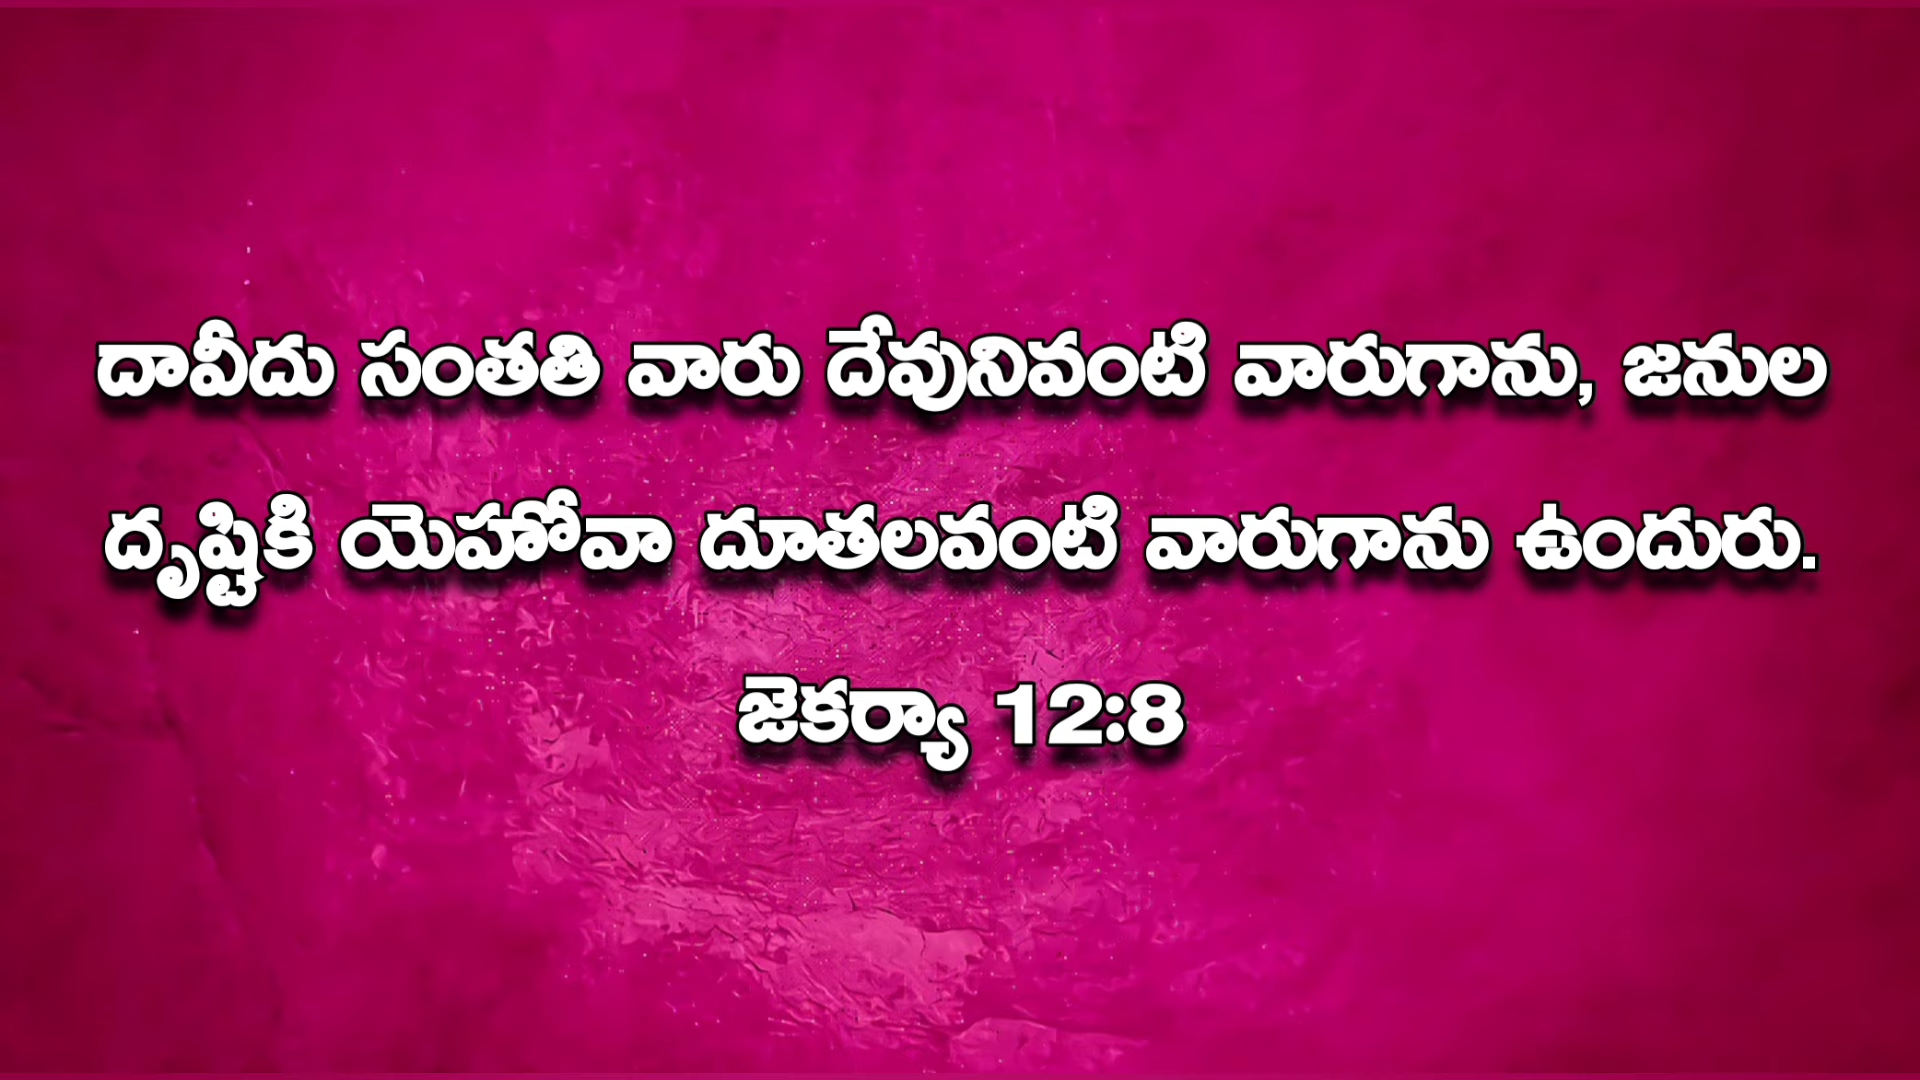 దావీదు సంతతి వారు దేవునివంటి వారుగాను, జనుల
దృష్టికి యెహోవా దూతలవంటి వారుగాను ఉందురు.
జెకర్యా 12:8